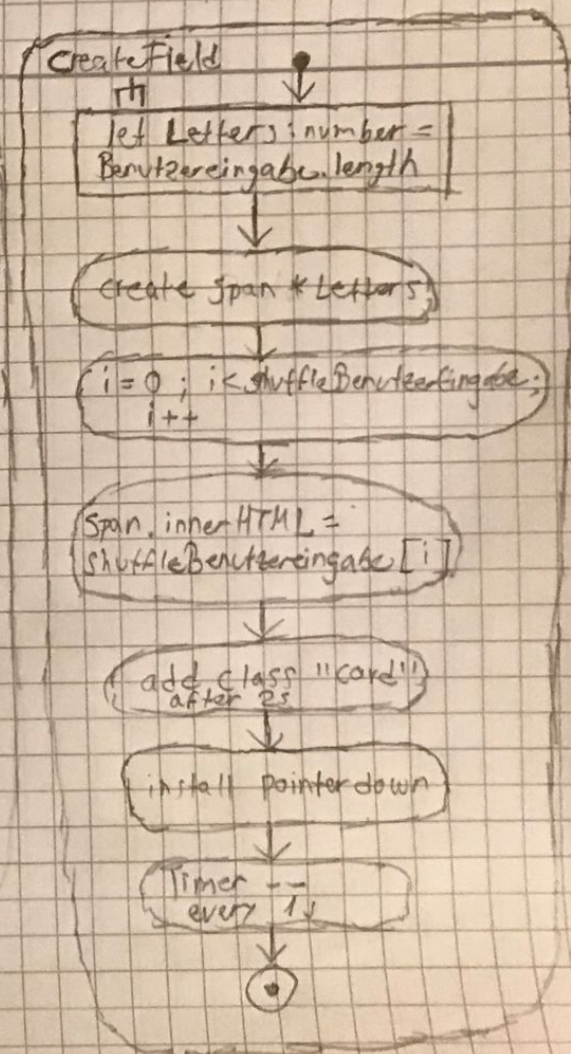 CreateField
let Letters: number =
Benutzereingabe.length
create span * Letters
i = 0 ; i < shuffleBenutzerEingabe;
i++
Span.innerHTML =
shuffleBenutzereingabe [i]
add class "card"
after 2s
install pointerdown
Timer --
every 1s